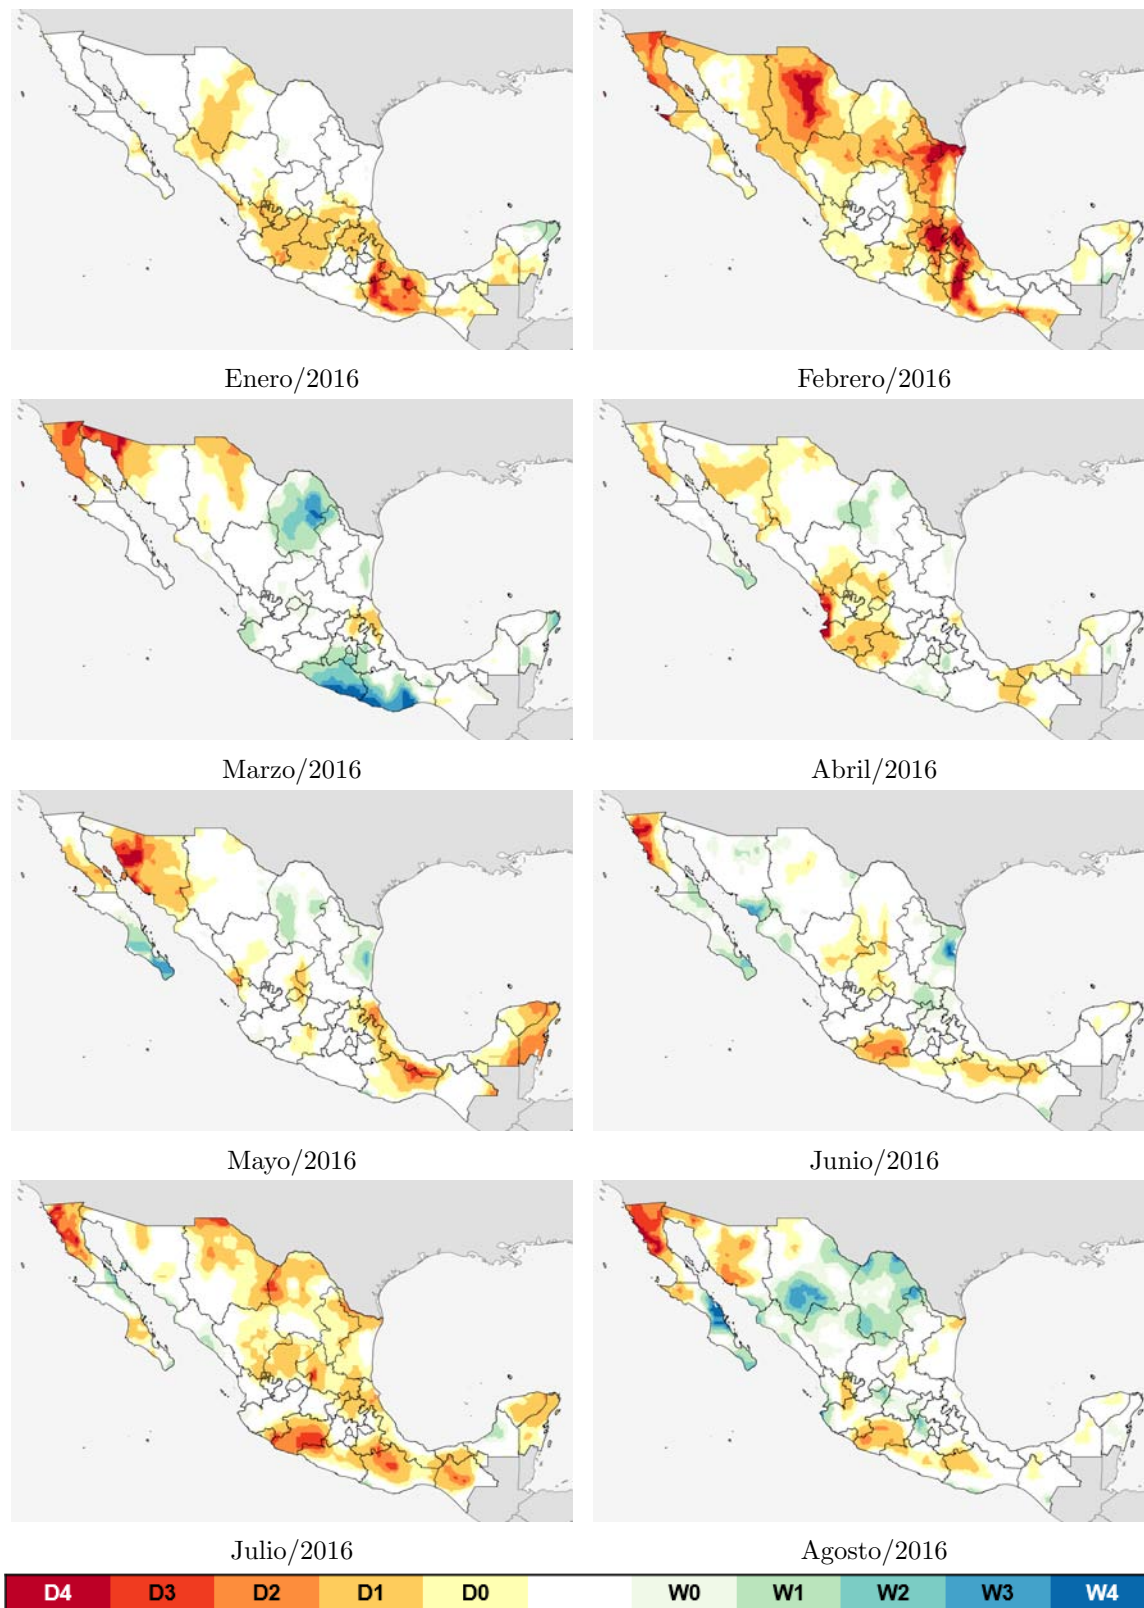 Enero/2016
Febrero/2016
Marzo/2016
Abril/2016
Mayo/2016
Junio/2016
Julio/2016
Agosto/2016
D4 D3 D2 D1 D0 W0 W1 W2 W3 W4